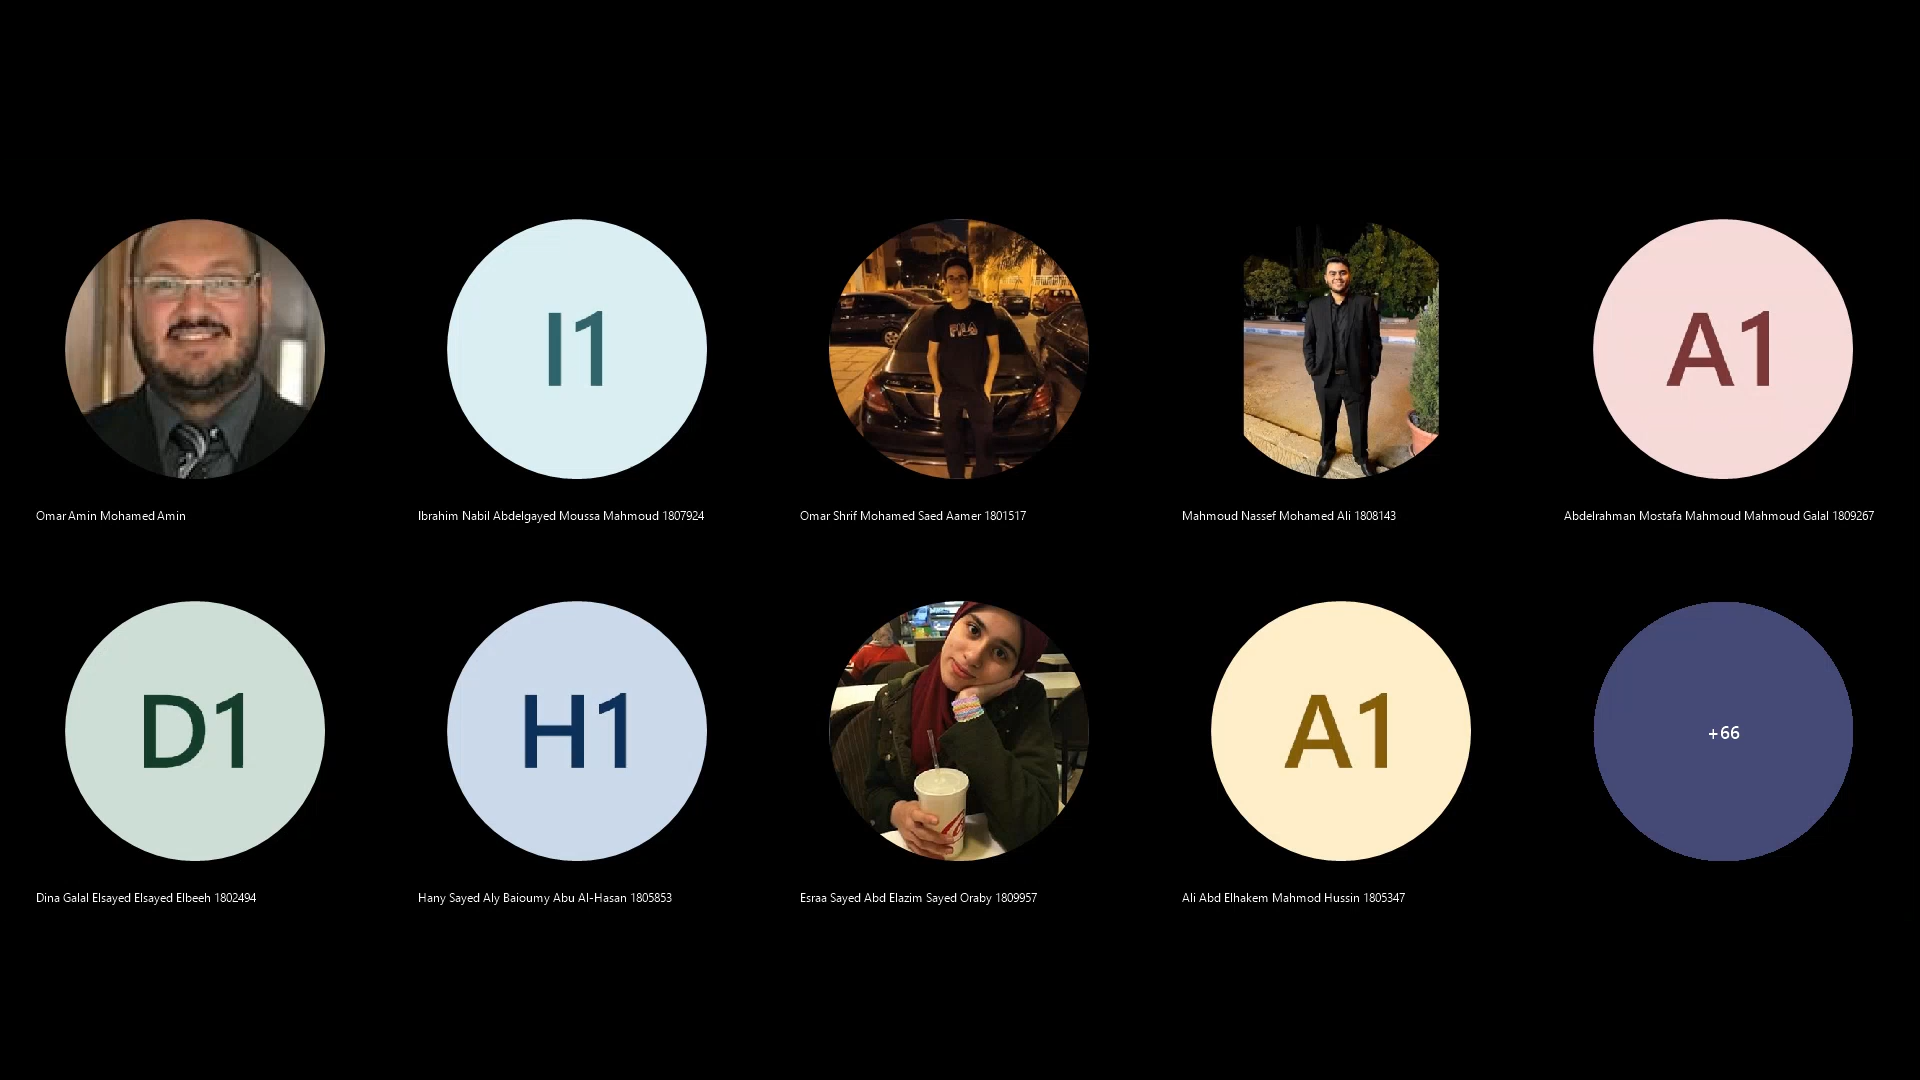 I1
FILA
A1
Omar Amin Mohamed Amin
Ibrahim Nabil Abdelgayed Moussa Mahmoud 1807924
Omar Shrif Mohamed Saed Aamer 1801517
Mahmoud Nassef Mohamed Ali 1808143
Abdelrahman Mostafa Mahmoud Mahmoud Galal 1809267
D1
H1
A1
+66
Dina Galal Elsayed Elsayed Elbeeh 1802494
Hany Sayed Aly Baioumy Abu Al-Hasan 1805853
Esraa Sayed Abd Elazim Sayed Oraby 1809957
Ali Abd Elhakem Mahmod Hussin 1805347